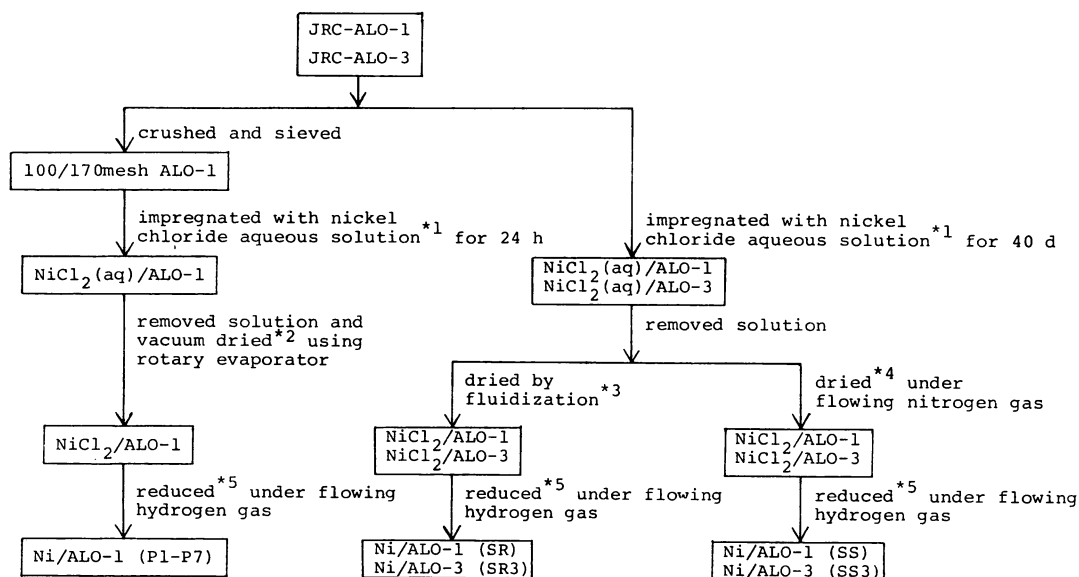 JRC-ALO-1
JRC-ALO-3
crushed and sieved
100/170mesh ALO-1
impregnated with nickel
chloride aqueous solution*1 for 24 h
impregnated with nickel
chloride aqueous solution*1 for 40 d
NiCl2(aq)/ALO-1
NiCl2(aq)/ALO-1
NiCl2(aq)/ALO-3
removed solution and
vacuum dried*2 using
rotary evaporator
removed solution
dried by
fluidization*3
dried*4 under
flowing nitrogen gas
NiCl2/ALO-1
NiCl2/ALO-1
NiCl2/ALO-3
NiCl2/ALO-1
NiCl2/ALO-3
reduced*5 under flowing
hydrogen gas
reduced*5 under flowing
hydrogen gas
reduced*5 under flowing
hydrogen gas
Ni/ALO-1 (P1-P7)
Ni/ALO-1 (SR)
Ni/ALO-3 (SR3)
Ni/ALO-1 (SS)
Ni/ALO-3 (SS3)